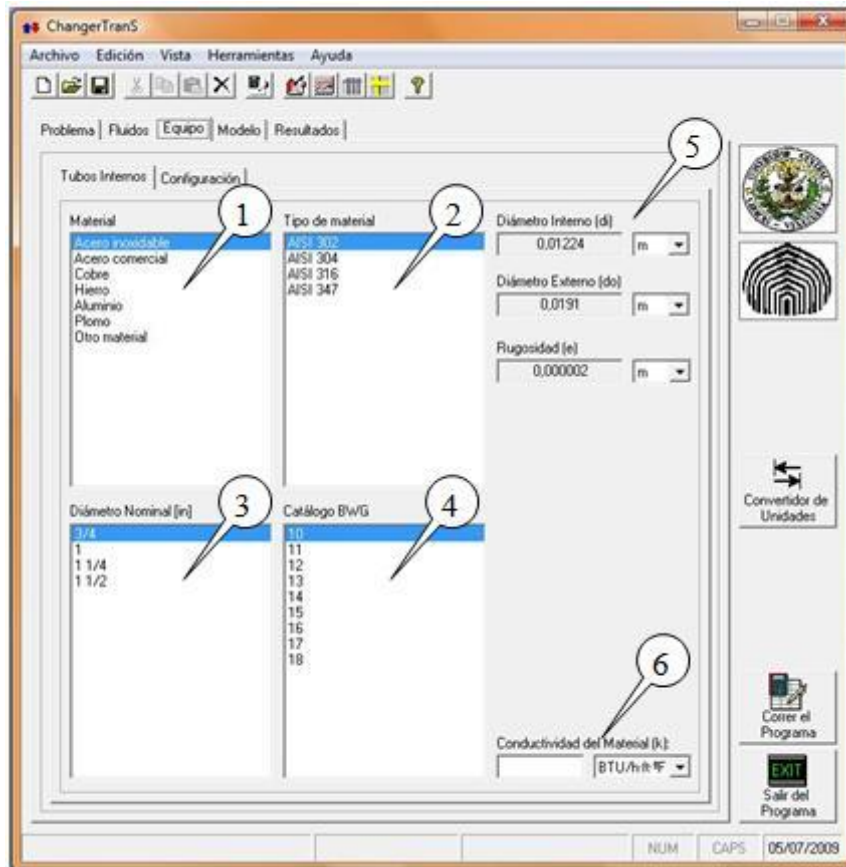 ChangerTranS
Archivo Edición Vista Herramientas Ayuda
Problema Fluidos Equipo Modelo Resultados
Tubos Internos Configuración
1
2
5
Material
Acero inoxidable
Acero comercial
Cobre
Hierro
Aluminio
Plomo
Otro material
Tipo de material
AISI 302
AISI 304
AISI 316
AISI 347
Diámetro Interno (di)
0,01224 m
Diámetro Externo (do)
0,0191 m
Rugosidad (e)
0,000002 m
3
4
Diámetro Nominal [in]
3/4
1
1 1/4
1 1/2
Catálogo BWG
10
11
12
13
14
15
16
17
18
6
Conductividad del Material (k):
BTU/h·ft·ºF
Convertidor de
Unidades
Correr el
Programa
EXIT
Salir del
Programa
NUM CAPS 05/07/2009